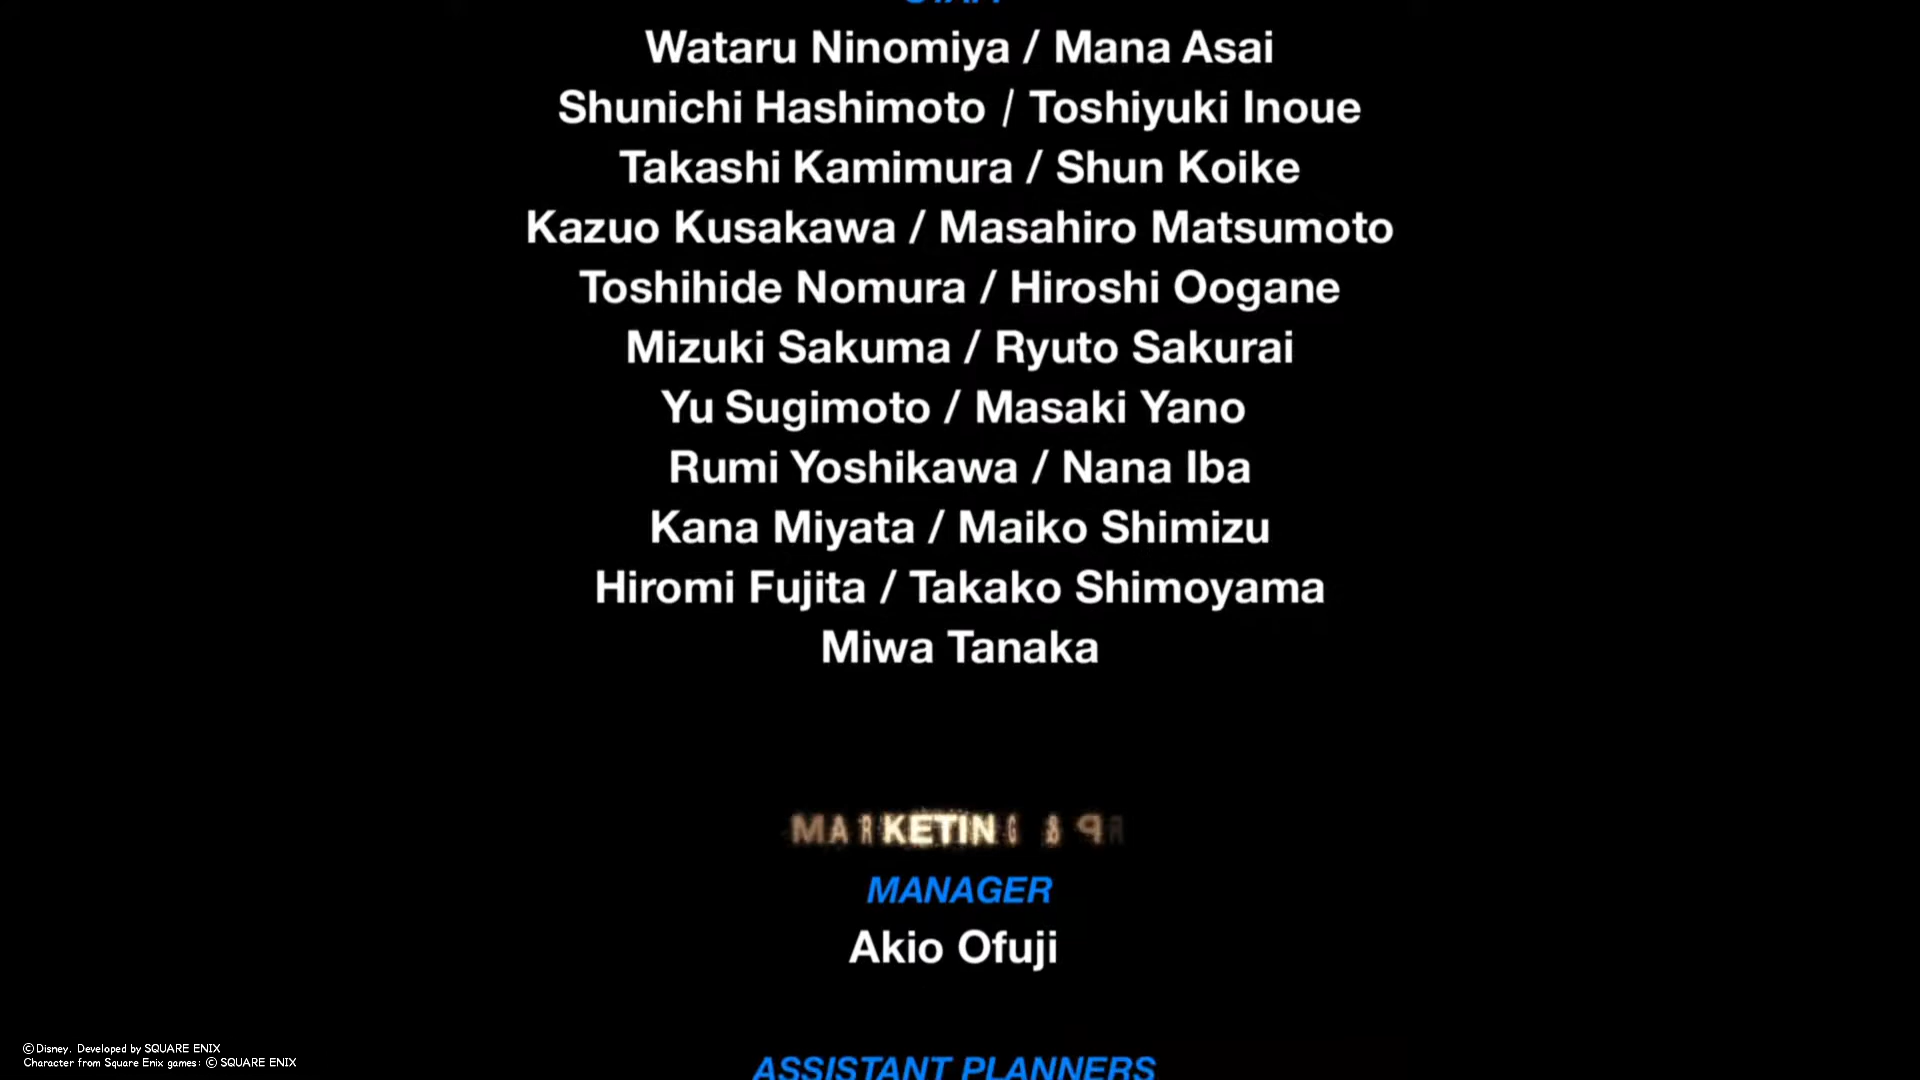 STAFF
Wataru Ninomiya / Mana Asai
Shunichi Hashimoto / Toshiyuki Inoue
Takashi Kamimura / Shun Koike
Kazuo Kusakawa / Masahiro Matsumoto
Toshihide Nomura / Hiroshi Oogane
Mizuki Sakuma / Ryuto Sakurai
Yu Sugimoto / Masaki Yano
Rumi Yoshikawa / Nana Iba
Kana Miyata / Maiko Shimizu
Hiromi Fujita / Takako Shimoyama
Miwa Tanaka
MARKETING & PR
MANAGER
Akio Ofuji
ASSISTANT PLANNERS
©Disney. Developed by SQUARE ENIX
Character from Square Enix games: © SQUARE ENIX